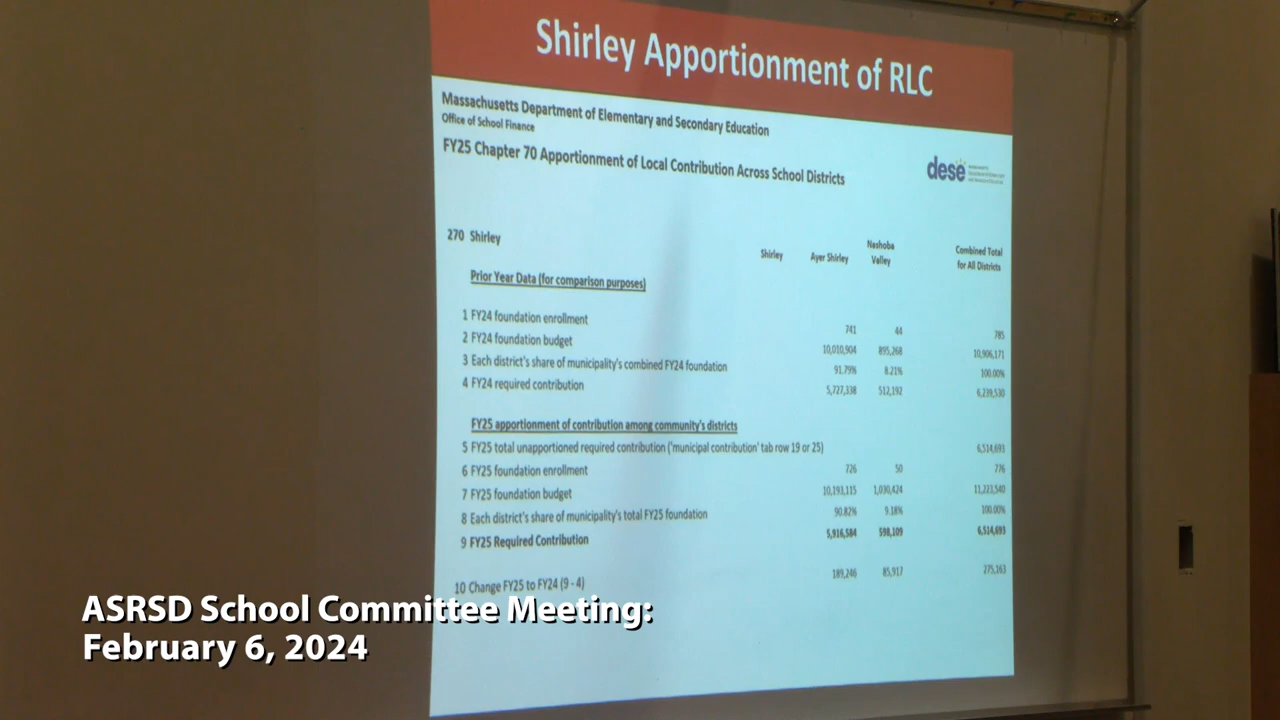 Shirley Apportionment of RLC
Massachusetts Department of Elementary and Secondary Education
Office of School Finance
FY25 Chapter 70 Apportionment of Local Contribution Across School Districts
dese
270 Shirley
Shirley Ayer Shirley Nashoba Valley Combined Total for All Districts
Prior Year Data (for comparison purposes)
1 FY24 foundation enrollment 741 44 785
2 FY24 foundation budget 10,010,904 895,268 10,906,171
3 Each district's share of municipality's combined FY24 foundation 91.79% 8.21% 100.00%
4 FY24 required contribution 5,727,338 512,192 6,239,530
FY25 apportionment of contribution among community's districts
5 FY25 total unapportioned required contribution ('municipal contribution' tab row 19 or 25) 6,514,693
6 FY25 foundation enrollment 726 50 776
7 FY25 foundation budget 10,193,115 1,030,424 11,223,540
8 Each district's share of municipality's total FY25 foundation 90.82% 9.18% 100.00%
9 FY25 Required Contribution 5,916,584 598,109 6,514,693
10 Change FY25 to FY24 (9 - 4) 189,246 85,917 275,163
ASRSD School Committee Meeting:
February 6, 2024